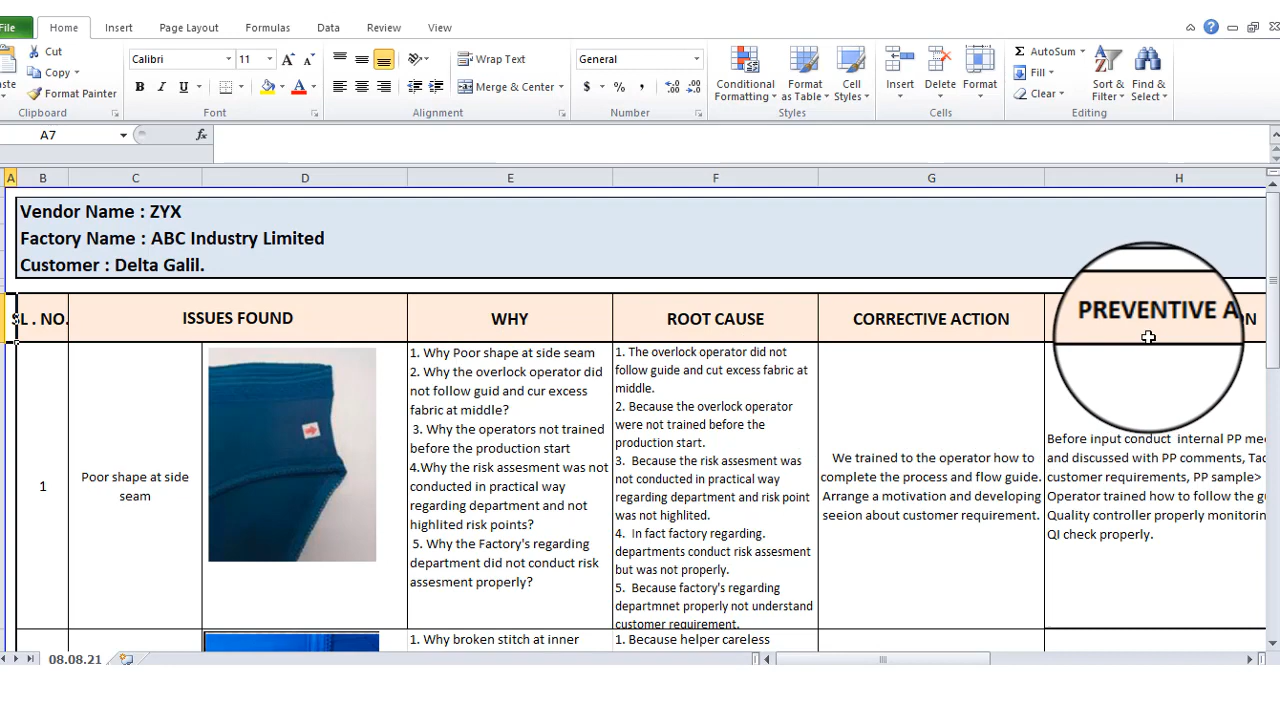 File Home Insert Page Layout Formulas Data Review View
Cut
Copy
Format Painter
Clipboard
Calibri 11
B I U
Font
Wrap Text
Merge & Center
Alignment
General
$ % ,
Number
Conditional Formatting
Format as Table
Cell Styles
Styles
Insert Delete Format
Cells
AutoSum
Fill
Clear
Sort & Filter
Find & Select
Editing
A7 fx
A B C D E F G H
Vendor Name : ZYX
Factory Name : ABC Industry Limited
Customer : Delta Galil.
L . NO. ISSUES FOUND WHY ROOT CAUSE CORRECTIVE ACTION PREVENTIVE A N
1
Poor shape at side
seam
1. Why Poor shape at side seam
2. Why the overlock operator did
not follow guid and cur excess
fabric at middle?
3. Why the operators not trained
before the production start
4.Why the risk assesment was not
conducted in practical way
regarding department and not
highlited risk points?
5. Why the Factory's regarding
department did not conduct risk
assesment properly?
1. The overlock operator did not
follow guide and cut excess fabric at
middle.
2. Because the overlock operator
were not trained before the
production start.
3. Because the risk assesment was
not conducted in practical way
regarding department and risk point
was not highlited.
4. In fact factory regarding.
departments conduct risk assesment
but was not properly.
5. Because factory's regarding
departmnet properly not understand
customer requirement.
We trained to the operator how to
complete the process and flow guide.
Arrange a motivation and developing
seeion about customer requirement.
Before input conduct internal PP me
and discussed with PP comments, Tac
customer requirements, PP sample>
Operator trained how to follow the g
Quality controller properly monitorin
QI check properly.
1. Why broken stitch at inner
1. Because helper careless
08.08.21